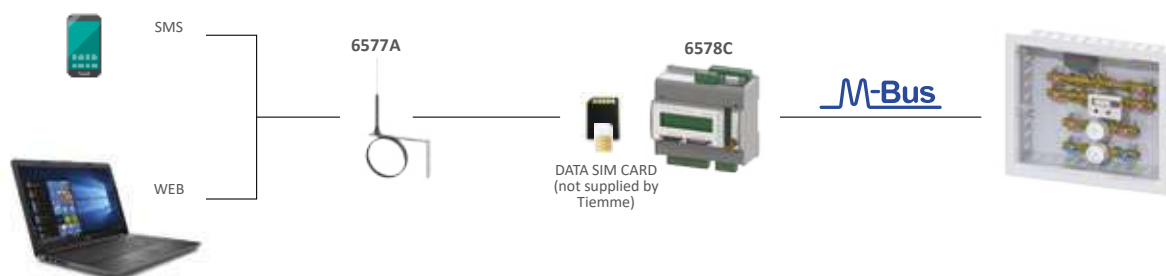 SMS
6577A
6578C
M-Bus
DATA SIM CARD
(not supplied by
Tiemme)
WEB